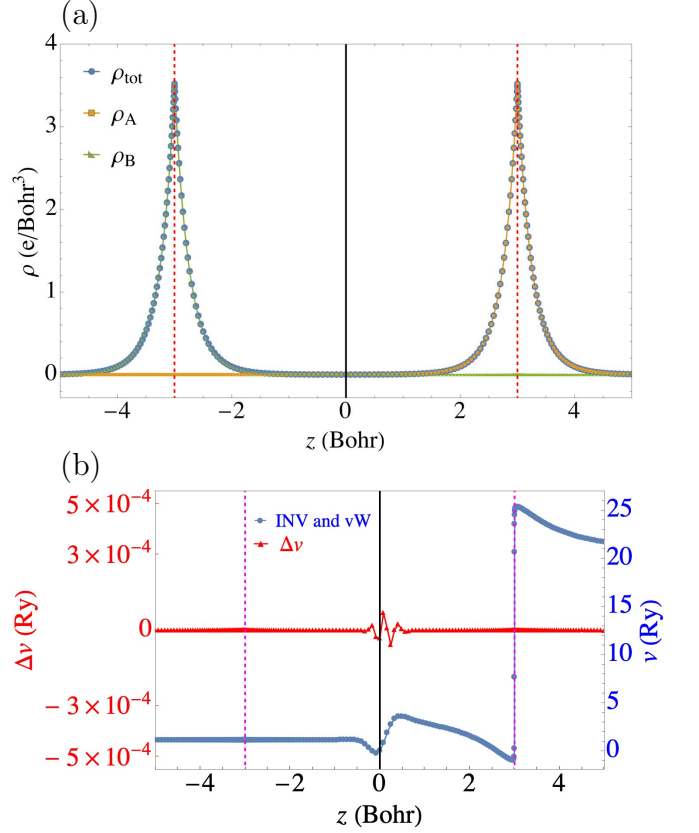 (a)
4
3
2
1
0
ρ (e/Bohr³)
ρtot
ρA
ρB
−4 −2 0 2 4
z (Bohr)
(b)
5×10⁻⁴
3×10⁻⁴
0
−3×10⁻⁴
−5×10⁻⁴
Δv (Ry)
INV and vW
Δv
25
20
15
10
5
0
v (Ry)
−4 −2 0 2 4
z (Bohr)